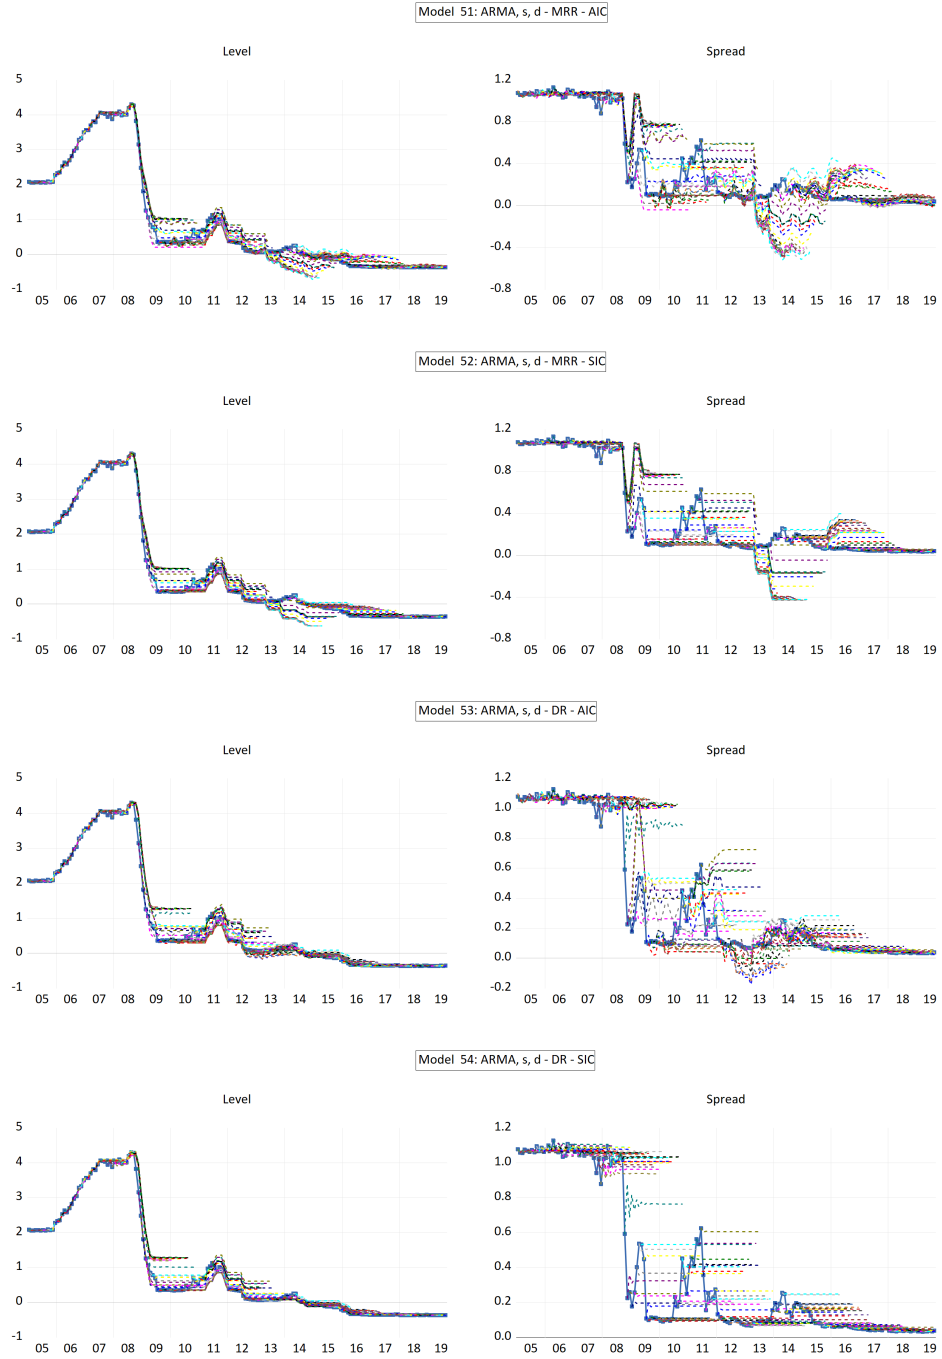 Model 51: ARMA, s, d - MRR - AIC
Level Spread
5 1.2
4 0.8
3
2 0.4
1 0.0
0 -0.4
-1 -0.8
05 06 07 08 09 10 11 12 13 14 15 16 17 18 19 05 06 07 08 09 10 11 12 13 14 15 16 17 18 19
Model 52: ARMA, s, d - MRR - SIC
Level Spread
5 1.2
4 0.8
3
2 0.4
1 0.0
0 -0.4
-1 -0.8
05 06 07 08 09 10 11 12 13 14 15 16 17 18 19 05 06 07 08 09 10 11 12 13 14 15 16 17 18 19
Model 53: ARMA, s, d - DR - AIC
Level Spread
5 1.2
4 1.0
3 0.8
0.6
2 0.4
1 0.2
0 0.0
-1 -0.2
05 06 07 08 09 10 11 12 13 14 15 16 17 18 19 05 06 07 08 09 10 11 12 13 14 15 16 17 18 19
Model 54: ARMA, s, d - DR - SIC
Level Spread
5 1.2
4 1.0
3 0.8
2 0.6
1 0.4
0 0.2
-1 0.0
05 06 07 08 09 10 11 12 13 14 15 16 17 18 19 05 06 07 08 09 10 11 12 13 14 15 16 17 18 19